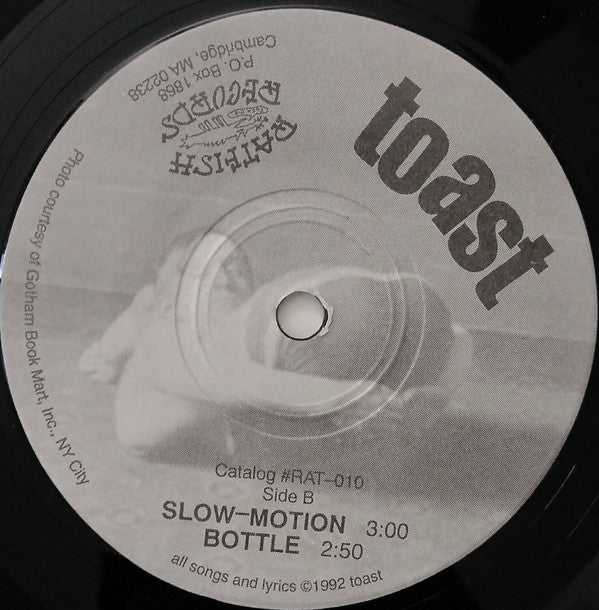 toast
RATFISH
RECORDS
P.O. Box 1868
Cambridge, MA 02238
Photo courtesy of Gotham Book Mart, Inc., NY City
Catalog #RAT-010
Side B
SLOW-MOTION 3:00
BOTTLE 2:50
all songs and lyrics ©1992 toast